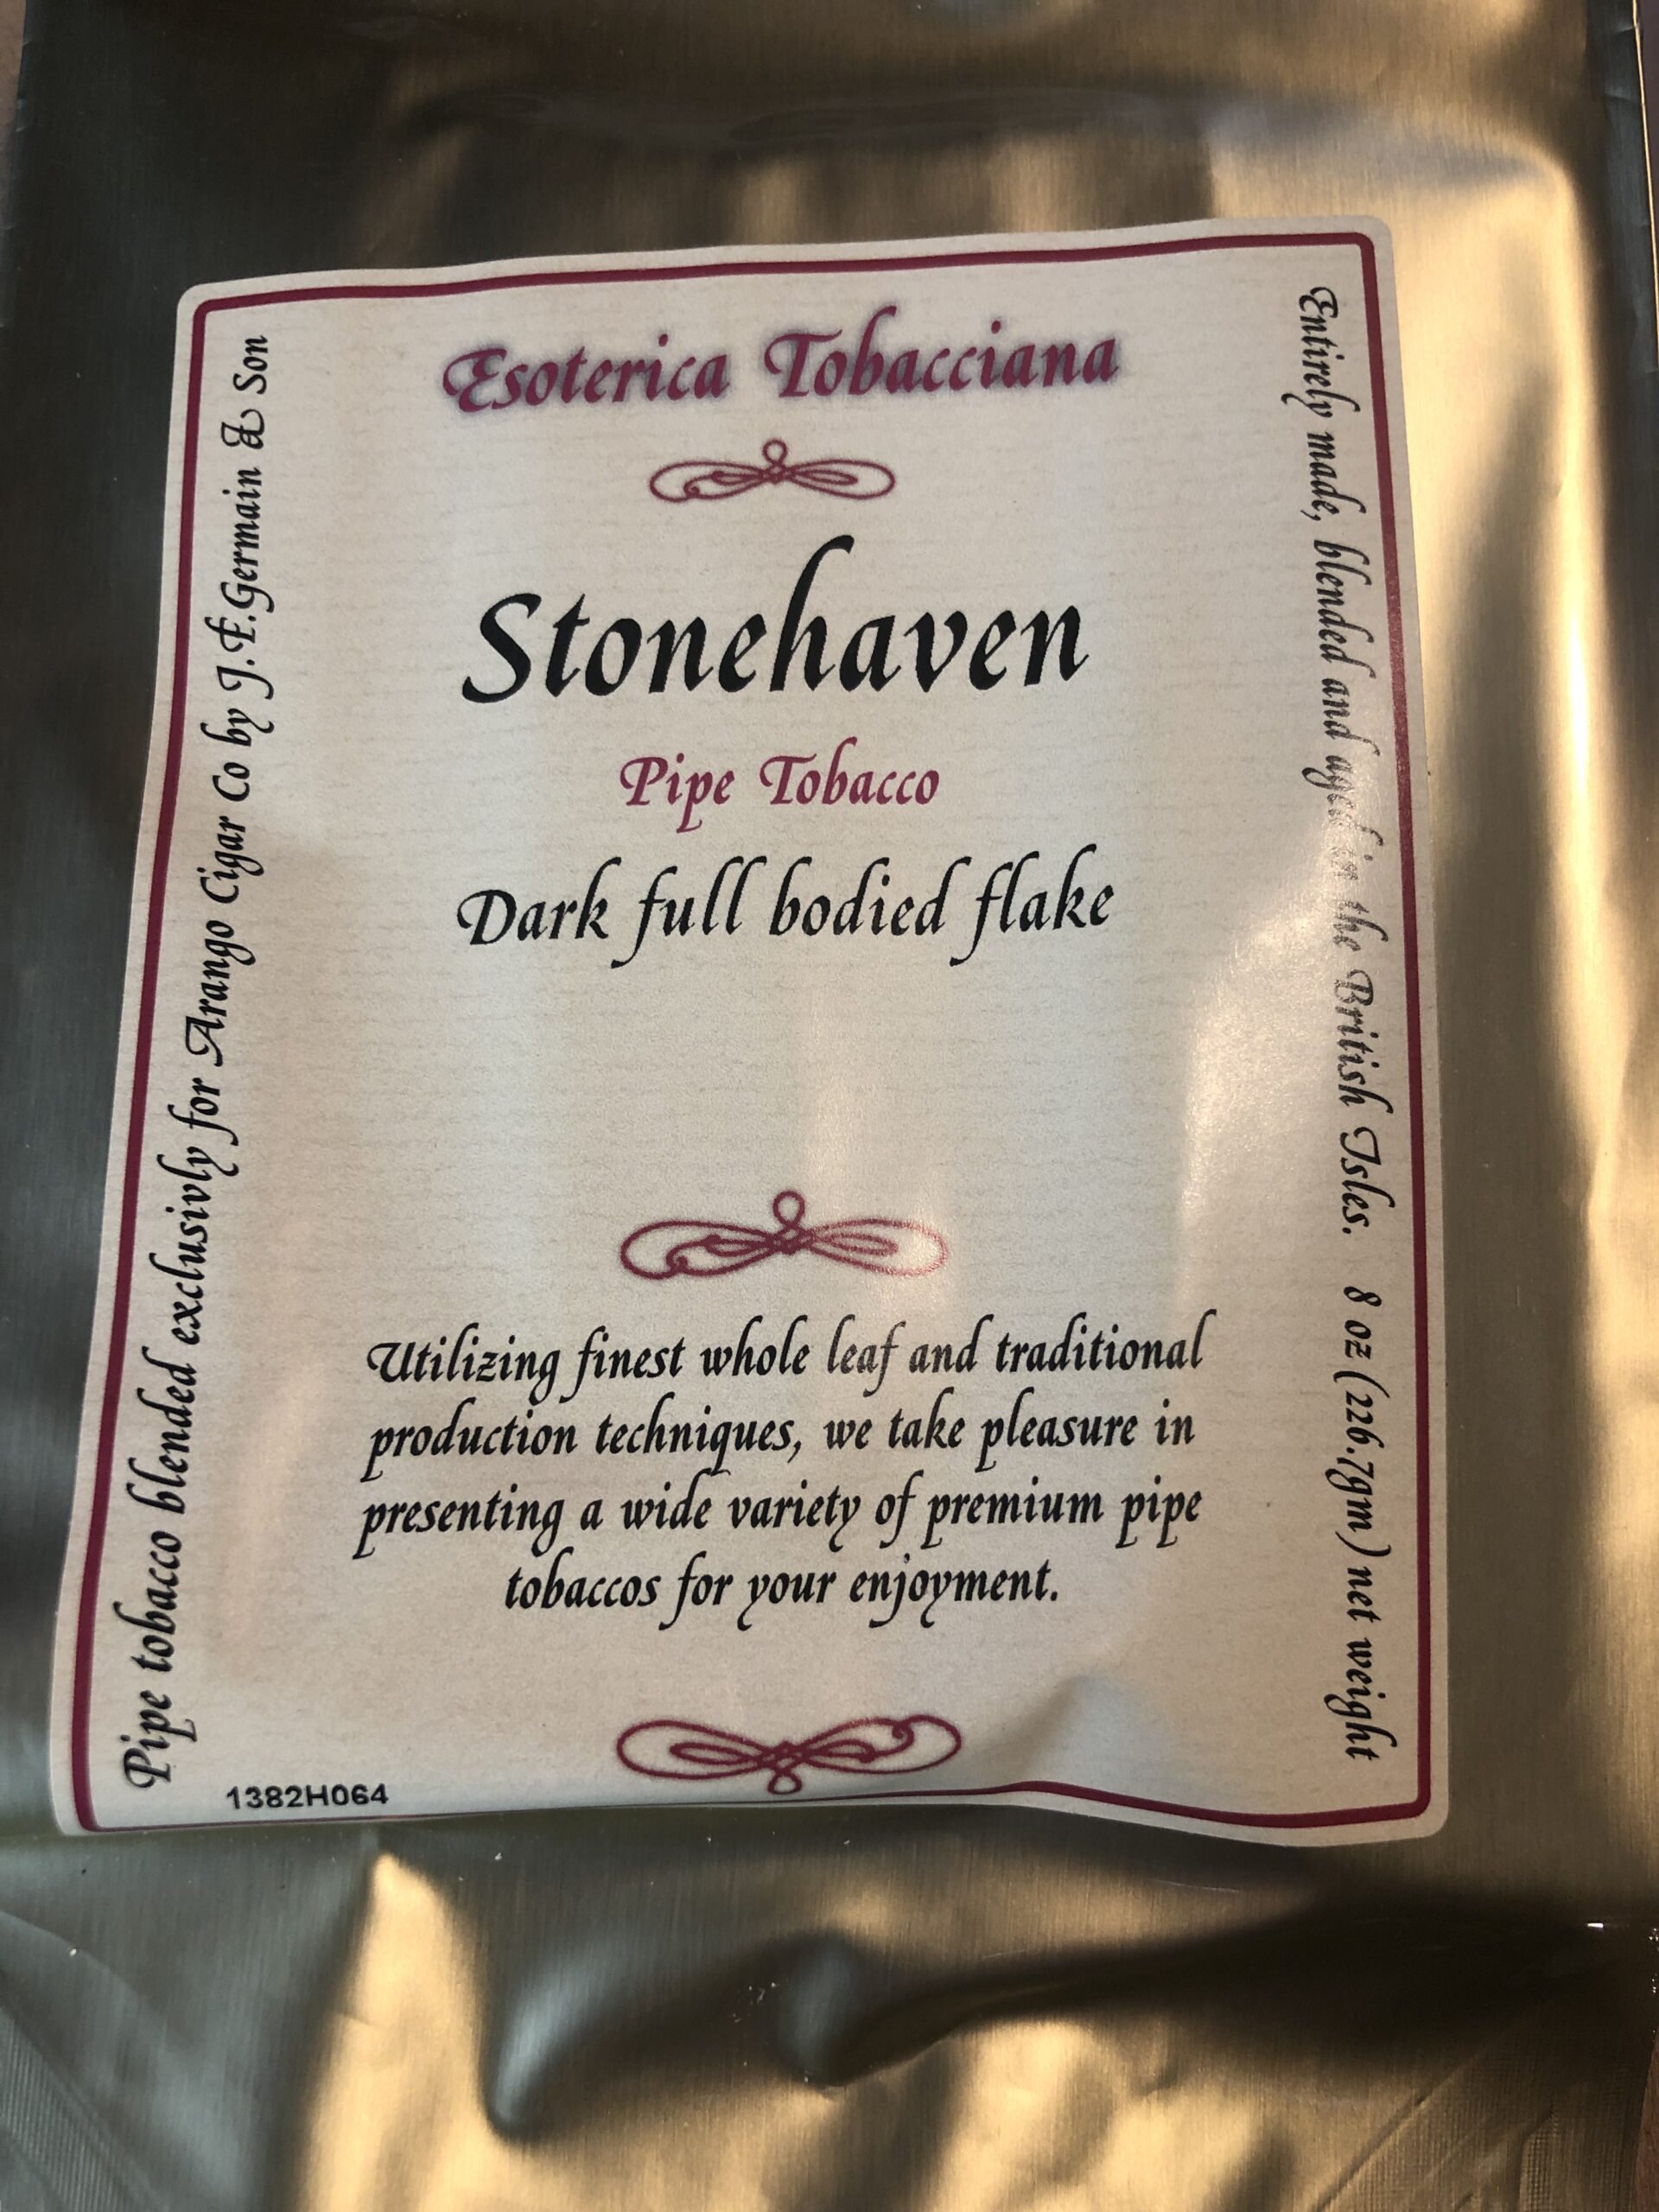 Esoterica Tobacciana
Stonehaven
Pipe Tobacco
Dark full bodied flake
Utilizing finest whole leaf and traditional
production techniques, we take pleasure in
presenting a wide variety of premium pipe
tobaccos for your enjoyment.
Pipe tobacco blended exclusivly for Arango Cigar Co by J.E.Germain & Son
Entirely made, blended and aged in the British Isles. 8 oz (226.7gm) net weight
1382H064